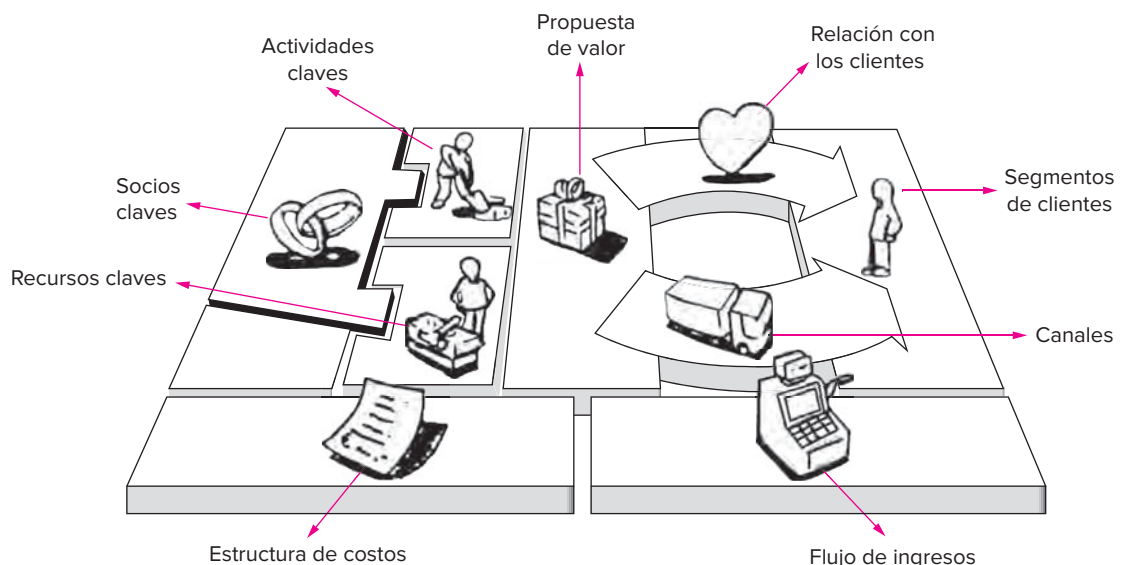 Propuesta
de valor
Relación con
los clientes
Actividades
claves
Socios
claves
Segmentos
de clientes
Recursos claves
Canales
Estructura de costos
Flujo de ingresos